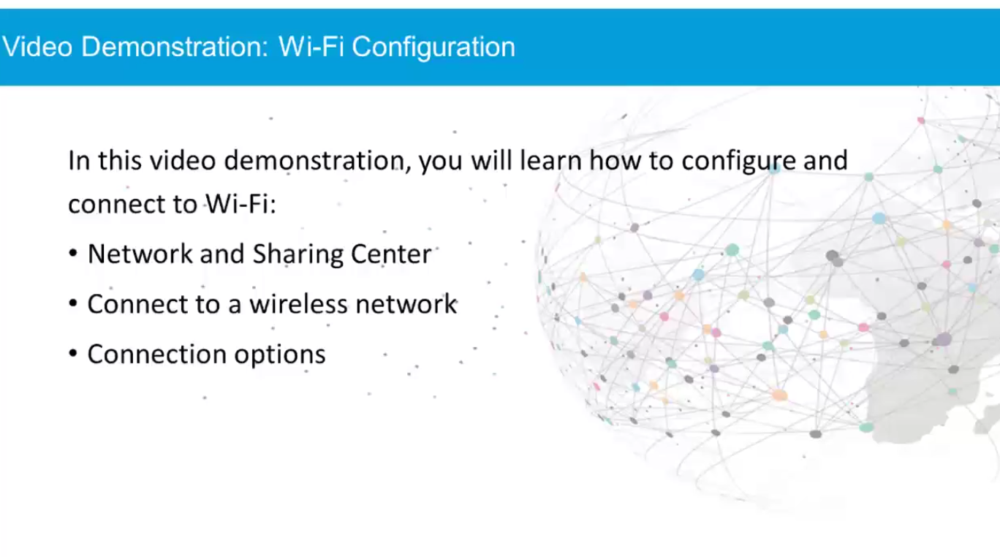 Video Demonstration: Wi-Fi Configuration
In this video demonstration, you will learn how to configure and
connect to Wi-Fi:
• Network and Sharing Center
• Connect to a wireless network
• Connection options